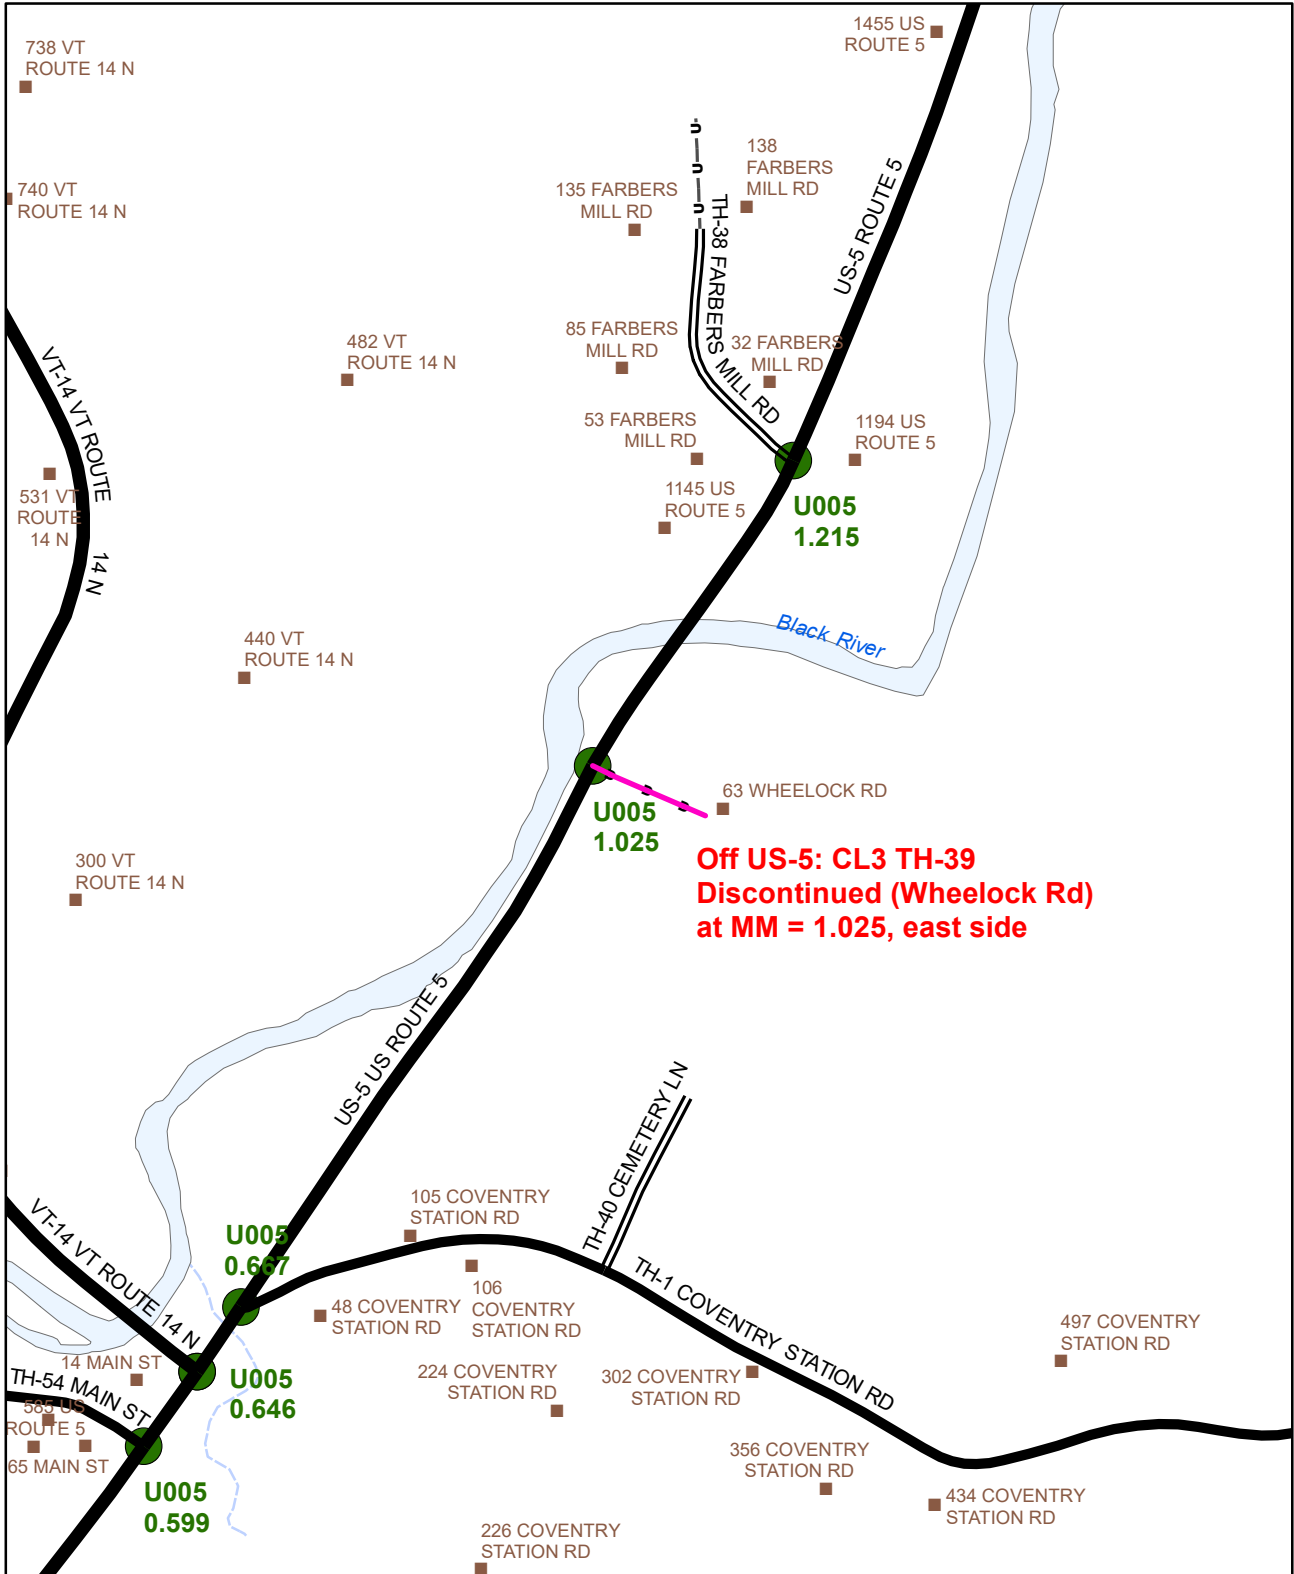 1455 US
ROUTE 5
738 VT
ROUTE 14 N
138
FARBERS
MILL RD
740 VT
ROUTE 14 N
135 FARBERS
MILL RD
US-5 ROUTE 5
TH-38 FARBERS MILL RD
85 FARBERS
MILL RD
32 FARBERS
MILL RD
482 VT
ROUTE 14 N
VT-14 VT ROUTE
14 N
53 FARBERS
MILL RD
1194 US
ROUTE 5
531 VT
ROUTE
14 N
1145 US
ROUTE 5
U005
1.215
Black River
440 VT
ROUTE 14 N
63 WHEELOCK RD
U005
1.025
Off US-5: CL3 TH-39
Discontinued (Wheelock Rd)
at MM = 1.025, east side
300 VT
ROUTE 14 N
US-5 US ROUTE 5
TH-40 CEMETERY LN
105 COVENTRY
STATION RD
VT-14 VT ROUTE 14 N
U005
0.667
TH-1 COVENTRY STATION RD
106
COVENTRY
STATION RD
48 COVENTRY
STATION RD
497 COVENTRY
STATION RD
14 MAIN ST
TH-54 MAIN ST
U005
0.646
224 COVENTRY
STATION RD
302 COVENTRY
STATION RD
585 US
ROUTE 5
65 MAIN ST
356 COVENTRY
STATION RD
U005
0.599
434 COVENTRY
STATION RD
226 COVENTRY
STATION RD
U
U
U
U
U
U